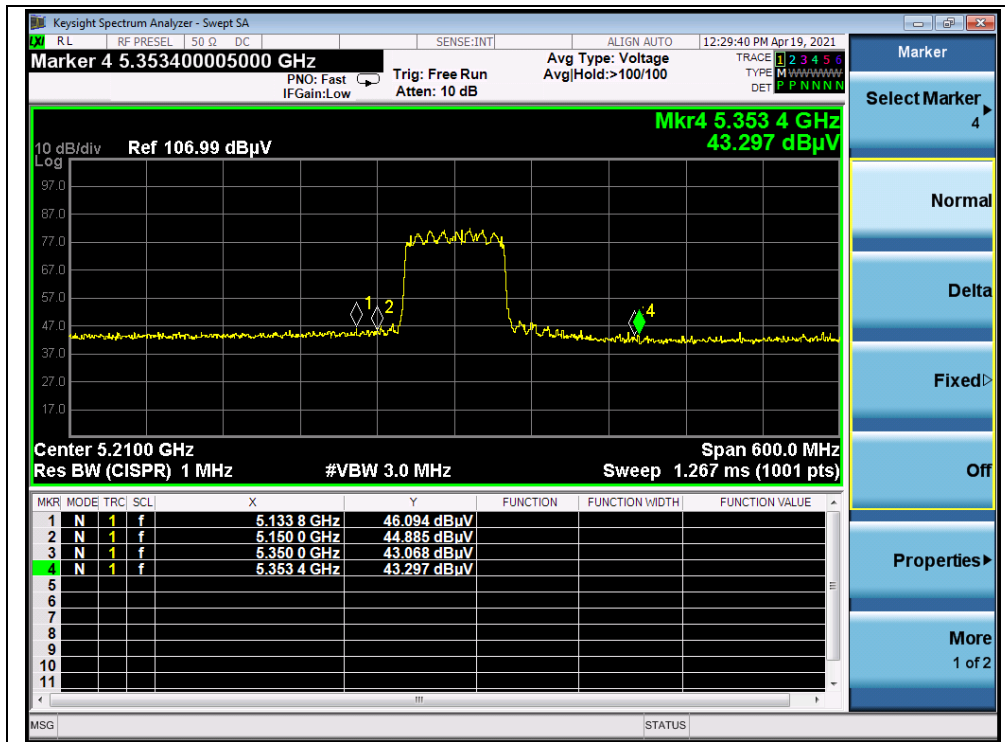 Keysight Spectrum Analyzer - Swept SA
LXI RL RF PRESEL 50 Ω DC SENSE:INT ALIGN AUTO 12:29:40 PM Apr 19, 2021
Marker 4 5.353400005000 GHz
PNO: Fast
IFGain:Low
Trig: Free Run
Atten: 10 dB
Avg Type: Voltage
Avg|Hold:>100/100
TRACE 1 2 3 4 5 6
TYPE M WWWWW
DET P P N N N N
Mkr4 5.353 4 GHz
43.297 dBµV
10 dB/div Ref 106.99 dBµV
Log
97.0
87.0
77.0
67.0
57.0
47.0
37.0
27.0
17.0
1
2
4
Center 5.2100 GHz Span 600.0 MHz
Res BW (CISPR) 1 MHz #VBW 3.0 MHz Sweep 1.267 ms (1001 pts)
MKR MODE TRC SCL X Y FUNCTION FUNCTION WIDTH FUNCTION VALUE
1 N 1 f 5.133 8 GHz 46.094 dBµV
2 N 1 f 5.150 0 GHz 44.885 dBµV
3 N 1 f 5.350 0 GHz 43.068 dBµV
4 N 1 f 5.353 4 GHz 43.297 dBµV
5
6
7
8
9
10
11
MSG STATUS
Marker
Select Marker
4
Normal
Delta
Fixed
Off
Properties
More
1 of 2